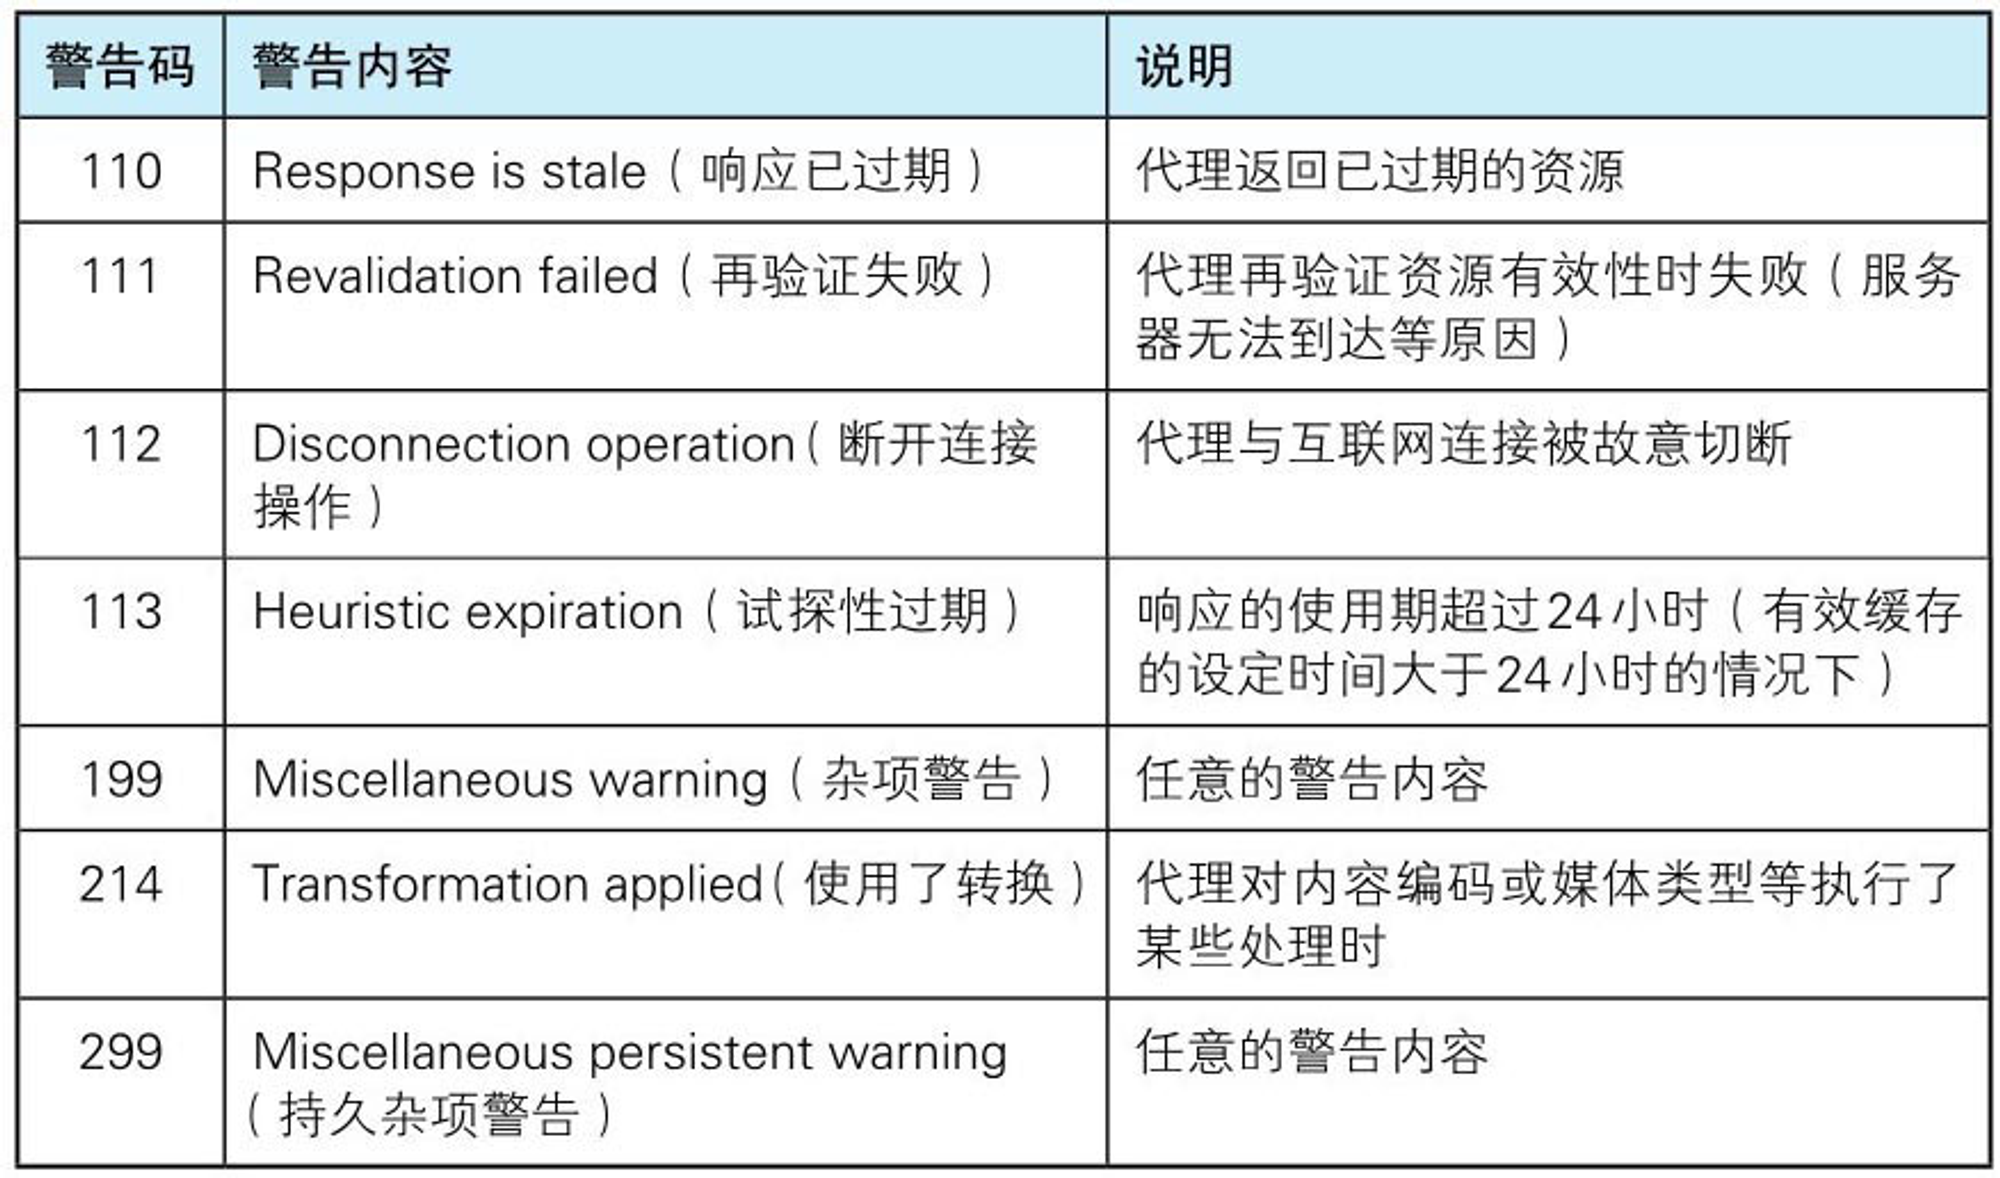 警告码 警告内容 说明
110 Response is stale（响应已过期） 代理返回已过期的资源
111 Revalidation failed（再验证失败） 代理再验证资源有效性时失败（服务
器无法到达等原因）
112 Disconnection operation（断开连接 代理与互联网连接被故意切断
操作）
113 Heuristic expiration（试探性过期） 响应的使用期超过24小时（有效缓存
的设定时间大于24小时的情况下）
199 Miscellaneous warning（杂项警告） 任意的警告内容
214 Transformation applied（使用了转换） 代理对内容编码或媒体类型等执行了
某些处理时
299 Miscellaneous persistent warning 任意的警告内容
（持久杂项警告）